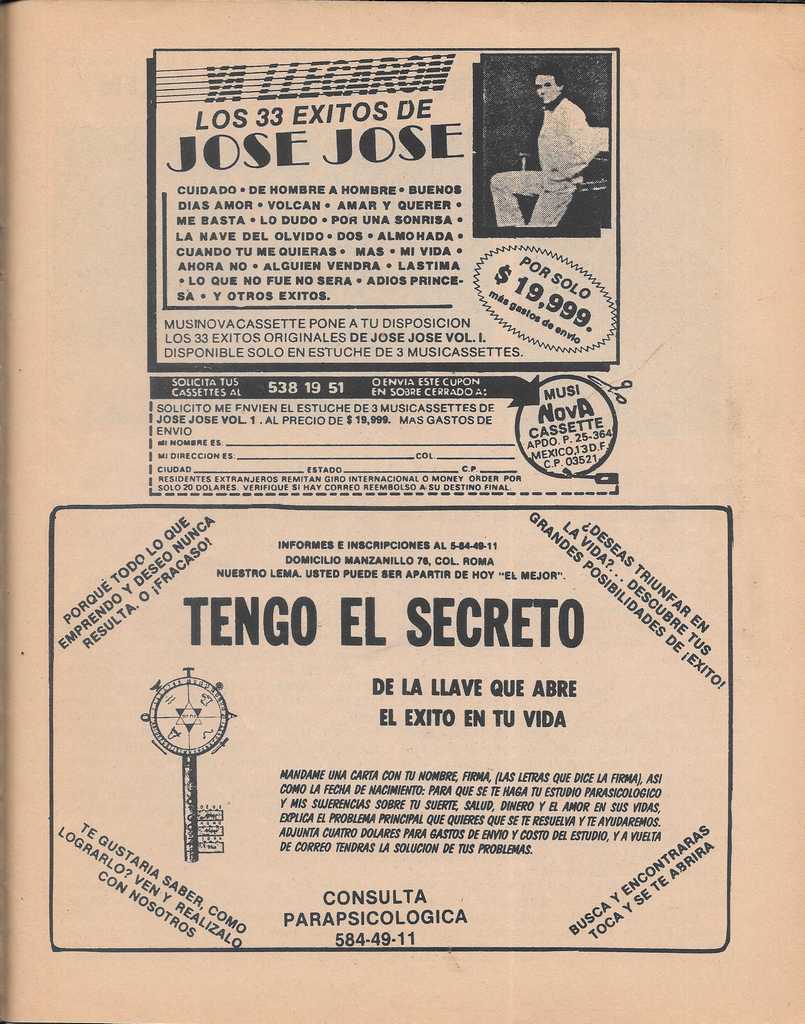 YA LLEGARON
LOS 33 EXITOS DE
JOSE JOSE
CUIDADO • DE HOMBRE A HOMBRE • BUENOS
DIAS AMOR • VOLCAN • AMAR Y QUERER •
ME BASTA • LO DUDO • POR UNA SONRISA •
LA NAVE DEL OLVIDO • DOS • ALMOHADA •
CUANDO TU ME QUIERAS • MAS • MI VIDA •
AHORA NO • ALGUIEN VENDRA • LASTIMA
• LO QUE NO FUE NO SERA • ADIOS PRINCE-
SA • Y OTROS EXITOS.
POR SOLO
$ 19,999.
más gastos de envio
MUSINOVACASSETTE PONE A TU DISPOSICION
LOS 33 EXITOS ORIGINALES DE JOSE JOSE VOL. I.
DISPONIBLE SOLO EN ESTUCHE DE 3 MUSICASSETTES.
SOLICITA TUS
CASSETTES AL 538 19 51
O ENVIA ESTE CUPON
EN SOBRE CERRADO A:
MUSI
NOVA
CASSETTE
APDO. P. 25-364
MEXICO, 13 D.F.
C.P. 03521
SOLICITO ME ENVIEN EL ESTUCHE DE 3 MUSICASSETTES DE
JOSE JOSE VOL. 1. AL PRECIO DE $ 19,999. MAS GASTOS DE
ENVIO
MI NOMBRE ES:
MI DIRECCION ES: COL.
CIUDAD ESTADO C.P.
RESIDENTES EXTRANJEROS REMITAN GIRO INTERNACIONAL O MONEY ORDER POR
SOLO 20 DOLARES. VERIFIQUE SI HAY CORREO REEMBOLSO A SU DESTINO FINAL.
PORQUE TODO LO QUE
EMPRENDO Y DESEO NUNCA
RESULTA. O ¡FRACASO!
INFORMES E INSCRIPCIONES AL 5-84-49-11
DOMICILIO MANZANILLO 76, COL. ROMA
NUESTRO LEMA. USTED PUEDE SER APARTIR DE HOY "EL MEJOR".
¿DESEAS TRIUNFAR EN
LA VIDA?... DESCUBRE TUS
GRANDES POSIBILIDADES DE ¡EXITO!
TENGO EL SECRETO
DE LA LLAVE QUE ABRE
EL EXITO EN TU VIDA
MANDAME UNA CARTA CON TU NOMBRE, FIRMA, (LAS LETRAS QUE DICE LA FIRMA), ASI
COMO LA FECHA DE NACIMIENTO: PARA QUE SE TE HAGA TU ESTUDIO PARASICOLOGICO
Y MIS SUJERENCIAS SOBRE TU SUERTE, SALUD, DINERO Y EL AMOR EN SUS VIDAS,
EXPLICA EL PROBLEMA PRINCIPAL QUE QUIERES QUE SE TE RESUELVA Y TE AYUDAREMOS.
ADJUNTA CUATRO DOLARES PARA GASTOS DE ENVIO Y COSTO DEL ESTUDIO, Y A VUELTA
DE CORREO TENDRAS LA SOLUCION DE TUS PROBLEMAS.
TE GUSTARIA SABER, COMO
LOGRARLO? VEN Y REALIZALO
CON NOSOTROS
CONSULTA
PARAPSICOLOGICA
584-49-11
BUSCA Y ENCONTRARAS
TOCA Y SE TE ABRIRA